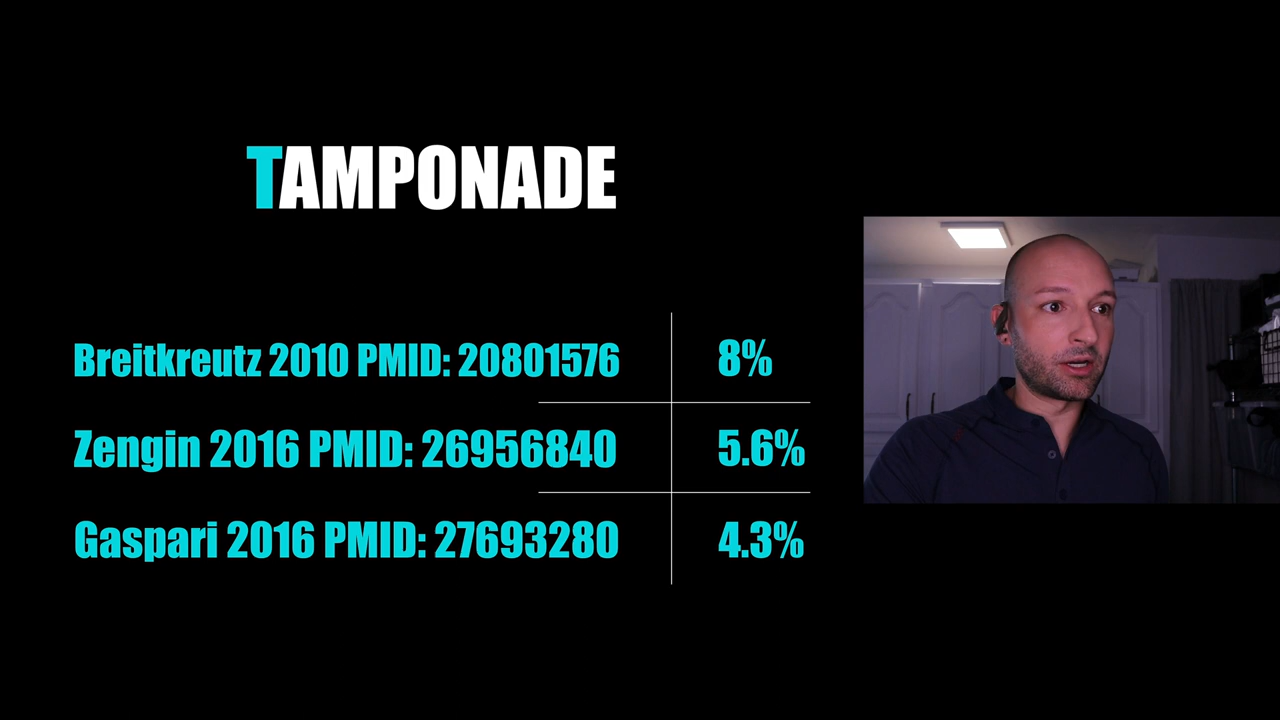 TAMPONADE
Breitkreutz 2010 PMID: 20801576 8%
Zengin 2016 PMID: 26956840 5.6%
Gaspari 2016 PMID: 27693280 4.3%